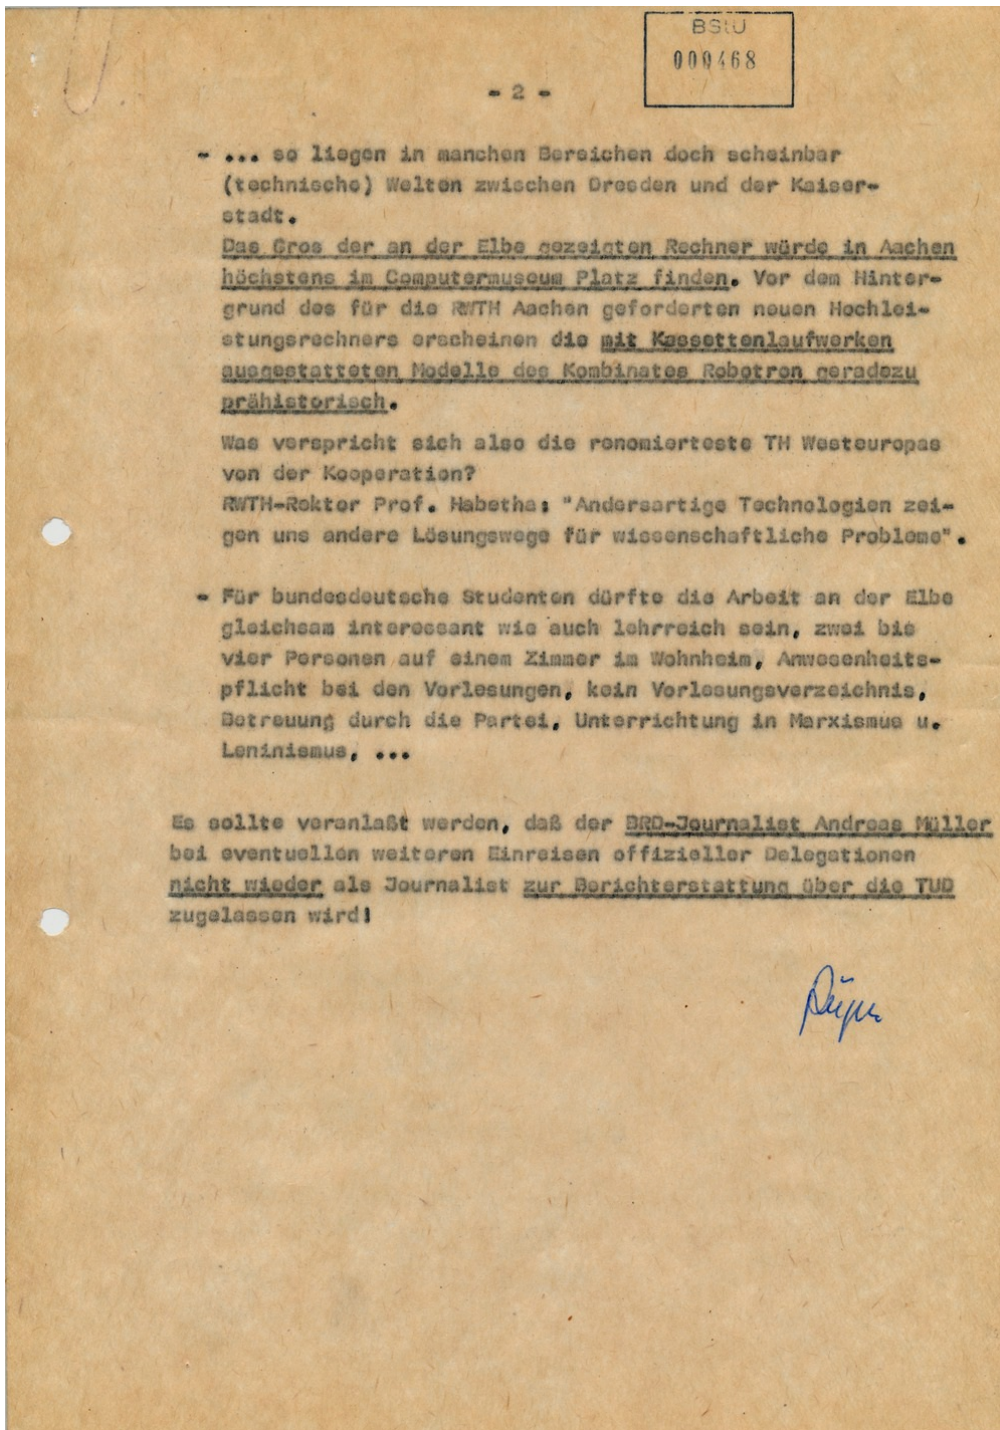 BStU
000468
- 2 -
- ... so liegen in manchen Bereichen doch scheinbar
(technische) Welten zwischen Dresden und der Kaiser-
stadt.
Das Gros der an der Elbe gezeigten Rechner würde in Aachen
höchstens im Computermuseum Platz finden. Vor dem Hinter-
grund des für die RWTH Aachen geforderten neuen Hochlei-
stungsrechners erscheinen die mit Kassettenlaufwerken
ausgestatteten Modelle des Kombinates Robotron geradezu
prähistorisch.
Was verspricht sich also die renomierteste TH Westeuropas
von der Kooperation?
RWTH-Rektor Prof. Habetha: "Andersartige Technologien zei-
gen uns andere Lösungswege für wissenschaftliche Probleme".
- Für bundesdeutsche Studenten dürfte die Arbeit an der Elbe
gleichsam interessant wie auch lehrreich sein, zwei bis
vier Personen auf einem Zimmer im Wohnheim, Anwesenheits-
pflicht bei den Vorlesungen, kein Vorlesungsverzeichnis,
Betreuung durch die Partei, Unterrichtung in Marxismus u.
Leninismus, ...
Es sollte veranlaßt werden, daß der BRD-Journalist Andreas Müller
bei eventuellen weiteren Einreisen offizieller Delegationen
nicht wieder als Journalist zur Berichterstattung über die TUD
zugelassen wird!